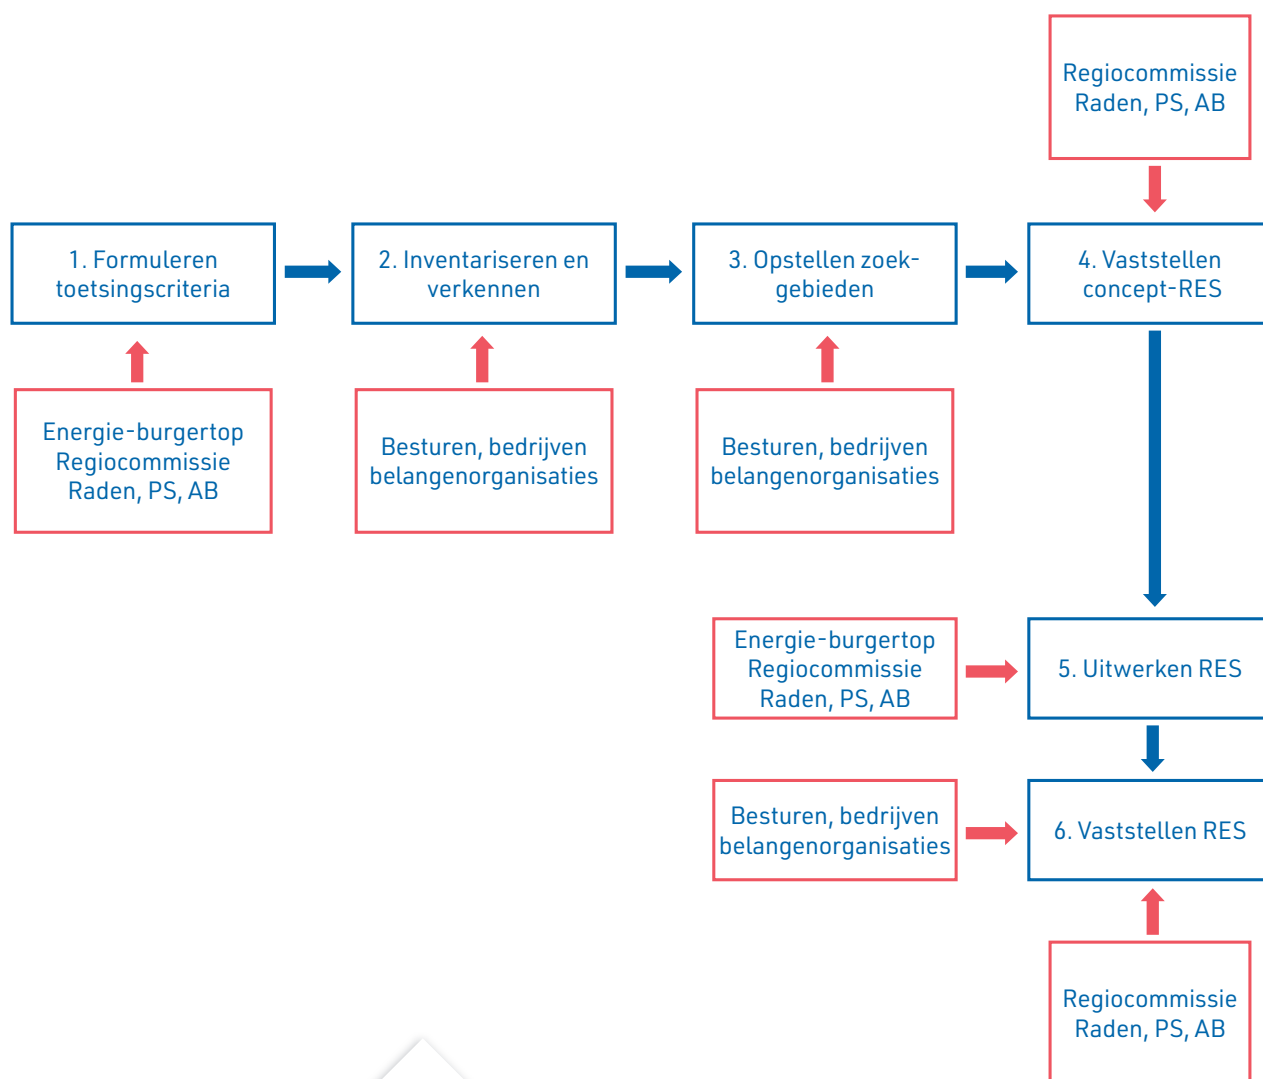 Regiocommissie
Raden, PS, AB
1. Formuleren
toetsingscriteria
2. Inventariseren en
verkennen
3. Opstellen zoek-
gebieden
4. Vaststellen
concept-RES
Energie-burgertop
Regiocommissie
Raden, PS, AB
Besturen, bedrijven
belangenorganisaties
Besturen, bedrijven
belangenorganisaties
Energie-burgertop
Regiocommissie
Raden, PS, AB
5. Uitwerken RES
Besturen, bedrijven
belangenorganisaties
6. Vaststellen RES
Regiocommissie
Raden, PS, AB